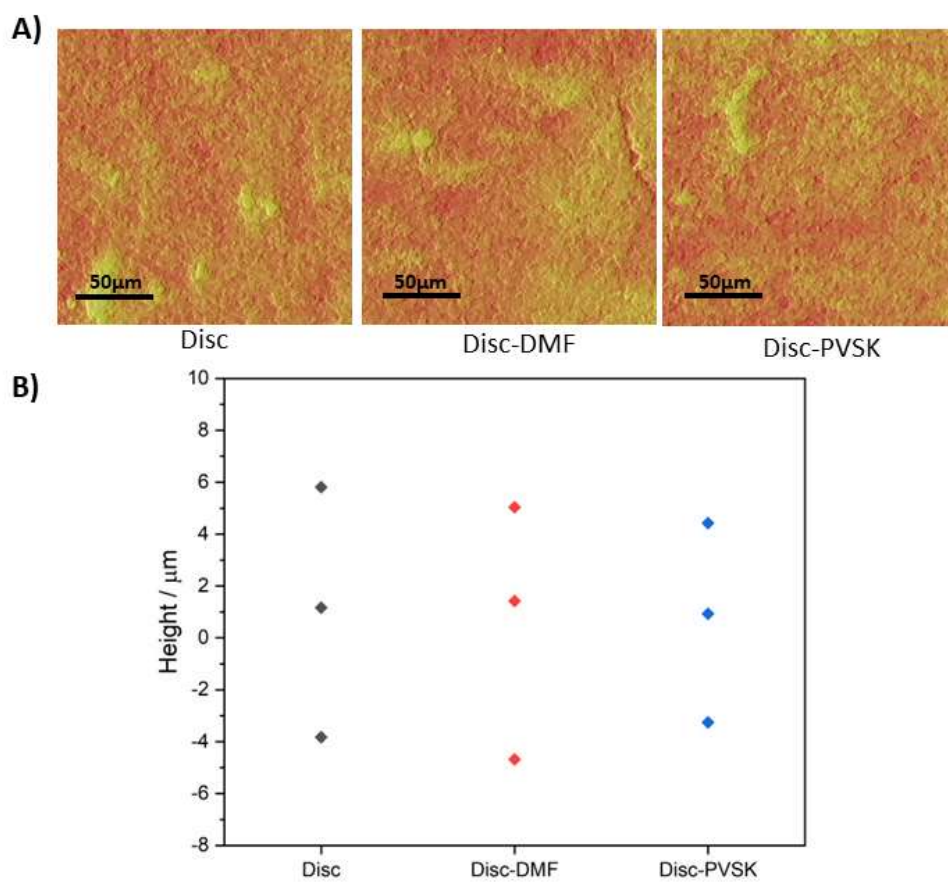 A)
50μm 50μm 50μm
Disc Disc-DMF Disc-PVSK
B)
10
8
6
4
2
0
-2
-4
-6
-8
Height / μm
Disc Disc-DMF Disc-PVSK